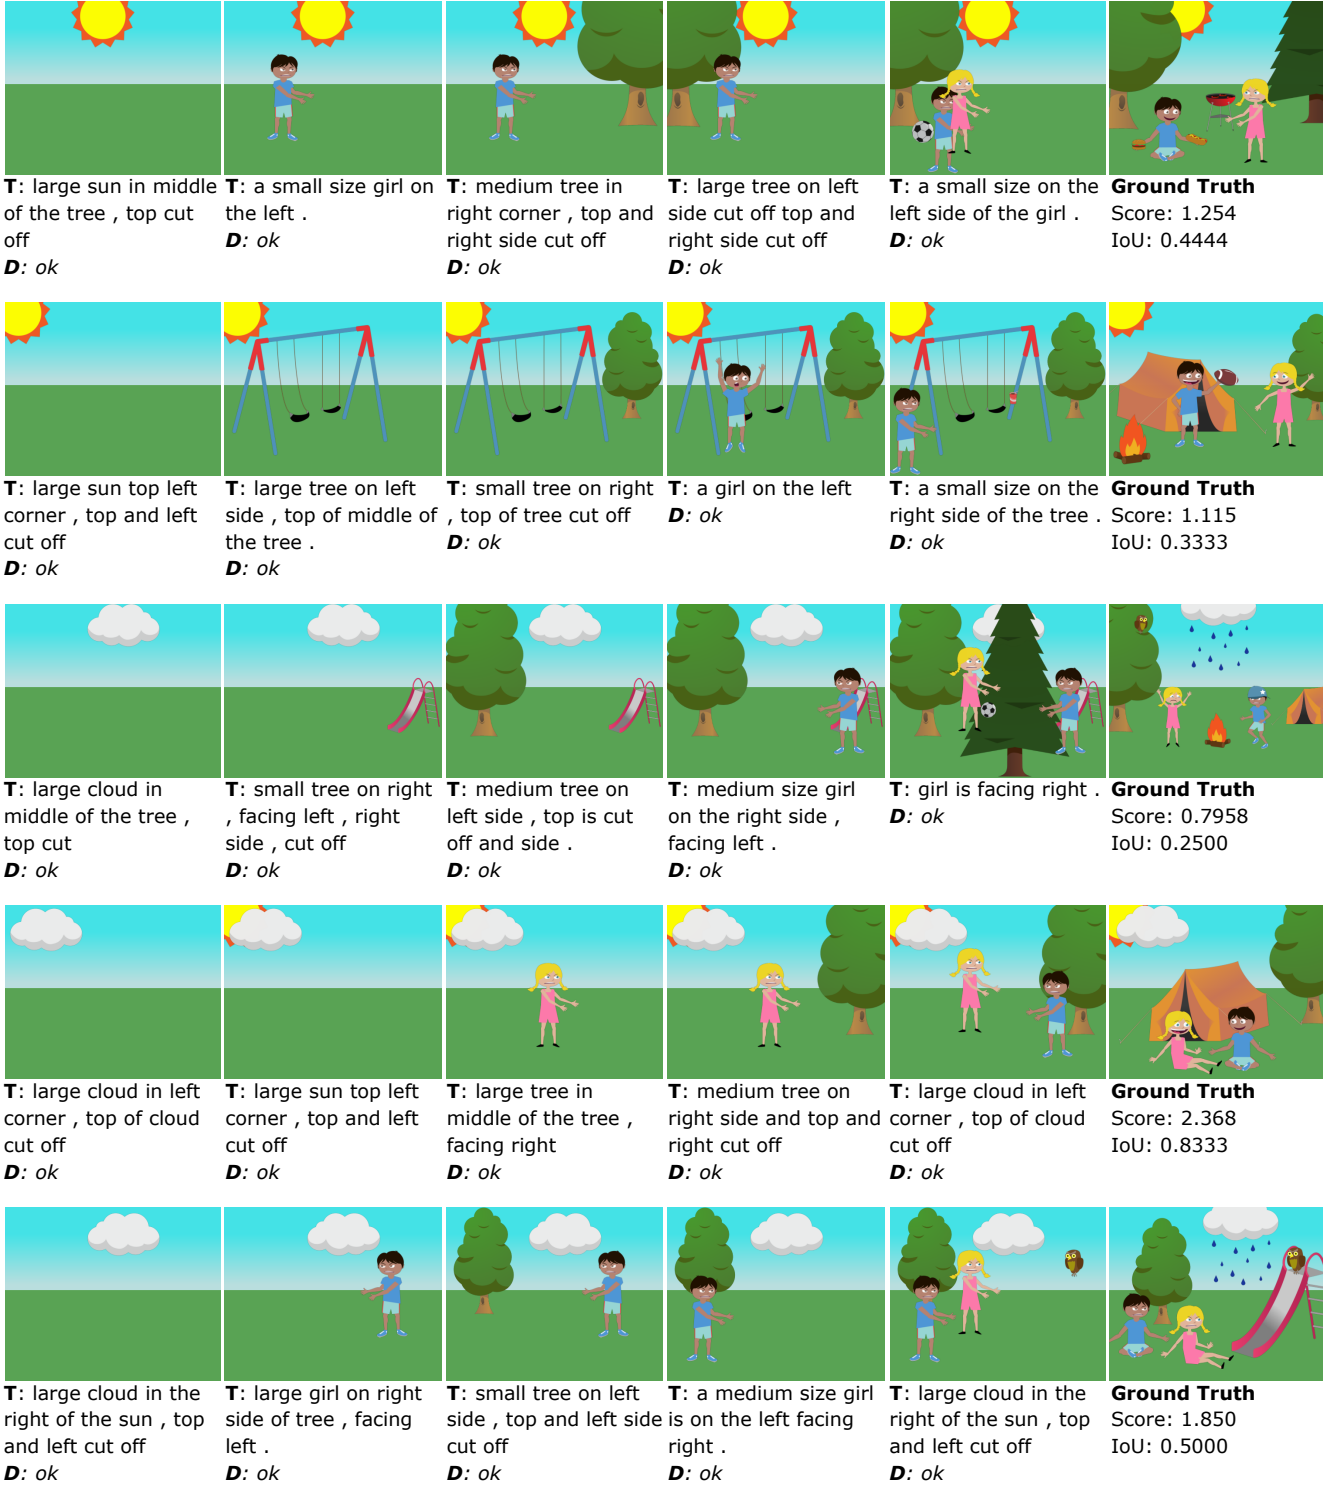 T: large sun in middle
of the tree , top cut
off
D: ok
T: a small size girl on
the left .
D: ok
T: medium tree in
right corner , top and
right side cut off
D: ok
T: large tree on left
side cut off top and
right side cut off
D: ok
T: a small size on the
left side of the girl .
D: ok
Ground Truth
Score: 1.254
IoU: 0.4444
T: large sun top left
corner , top and left
cut off
D: ok
T: large tree on left
side , top of middle of
the tree .
D: ok
T: small tree on right
, top of tree cut off
D: ok
T: a girl on the left
D: ok
T: a small size on the
right side of the tree .
D: ok
Ground Truth
Score: 1.115
IoU: 0.3333
T: large cloud in
middle of the tree ,
top cut
D: ok
T: small tree on right
, facing left , right
side , cut off
D: ok
T: medium tree on
left side , top is cut
off and side .
D: ok
T: medium size girl
on the right side ,
facing left .
D: ok
T: girl is facing right .
D: ok
Ground Truth
Score: 0.7958
IoU: 0.2500
T: large cloud in left
corner , top of cloud
cut off
D: ok
T: large sun top left
corner , top and left
cut off
D: ok
T: large tree in
middle of the tree ,
facing right
D: ok
T: medium tree on
right side and top and
right cut off
D: ok
T: large cloud in left
corner , top of cloud
cut off
D: ok
Ground Truth
Score: 2.368
IoU: 0.8333
T: large cloud in the
right of the sun , top
and left cut off
D: ok
T: large girl on right
side of tree , facing
left .
D: ok
T: small tree on left
side , top and left side
cut off
D: ok
T: a medium size girl
is on the left facing
right .
D: ok
T: large cloud in the
right of the sun , top
and left cut off
D: ok
Ground Truth
Score: 1.850
IoU: 0.5000